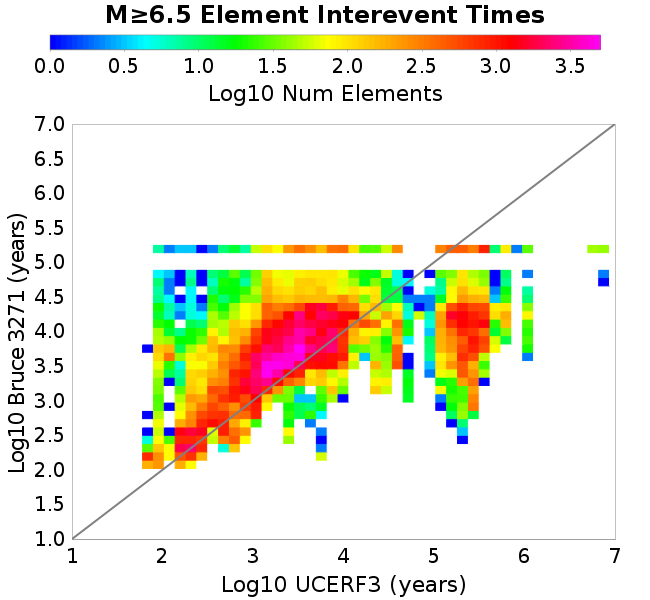 M≥6.5 Element Interevent Times
0.0 0.5 1.0 1.5 2.0 2.5 3.0 3.5
Log10 Num Elements
7.0
6.5
6.0
5.5
5.0
4.5
4.0
3.5
3.0
2.5
2.0
1.5
1.0
Log10 Bruce 3271 (years)
1 2 3 4 5 6 7
Log10 UCERF3 (years)